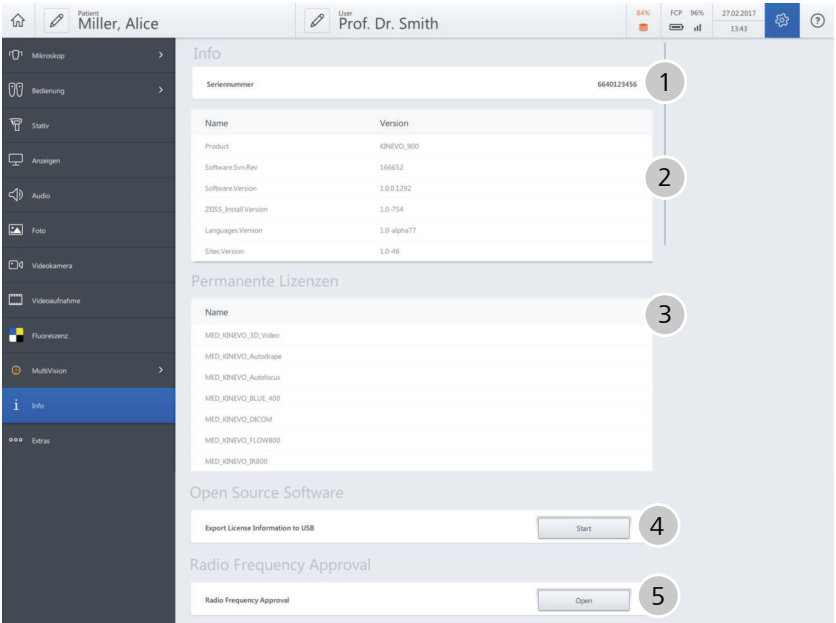 Patient
Miller, Alice
User
Prof. Dr. Smith
84%
FCP 96%
27.02.2017
13:43
?
Mikroskop
Bedienung
Stativ
Anzeigen
Audio
Foto
Videokamera
Videoaufnahme
Fluoreszenz
MultiVision
i Info
Extras
Info
Seriennummer 6640123456
1
Name Version
Product KINEVO_900
Software.Svn.Rev 166652
2
Software.Version 1.0.0.1292
ZEISS_Install.Version 1.0-754
Languages.Version 1.0-alpha77
Sites.Version 1.0-46
Permanente Lizenzen
Name
3
MED_KINEVO_3D_Video
MED_KINEVO_Autodrape
MED_KINEVO_Autofocus
MED_KINEVO_BLUE_400
MED_KINEVO_DICOM
MED_KINEVO_FLOW800
MED_KINEVO_IR800
Open Source Software
Export License Information to USB Start
4
Radio Frequency Approval
Radio Frequency Approval Open
5